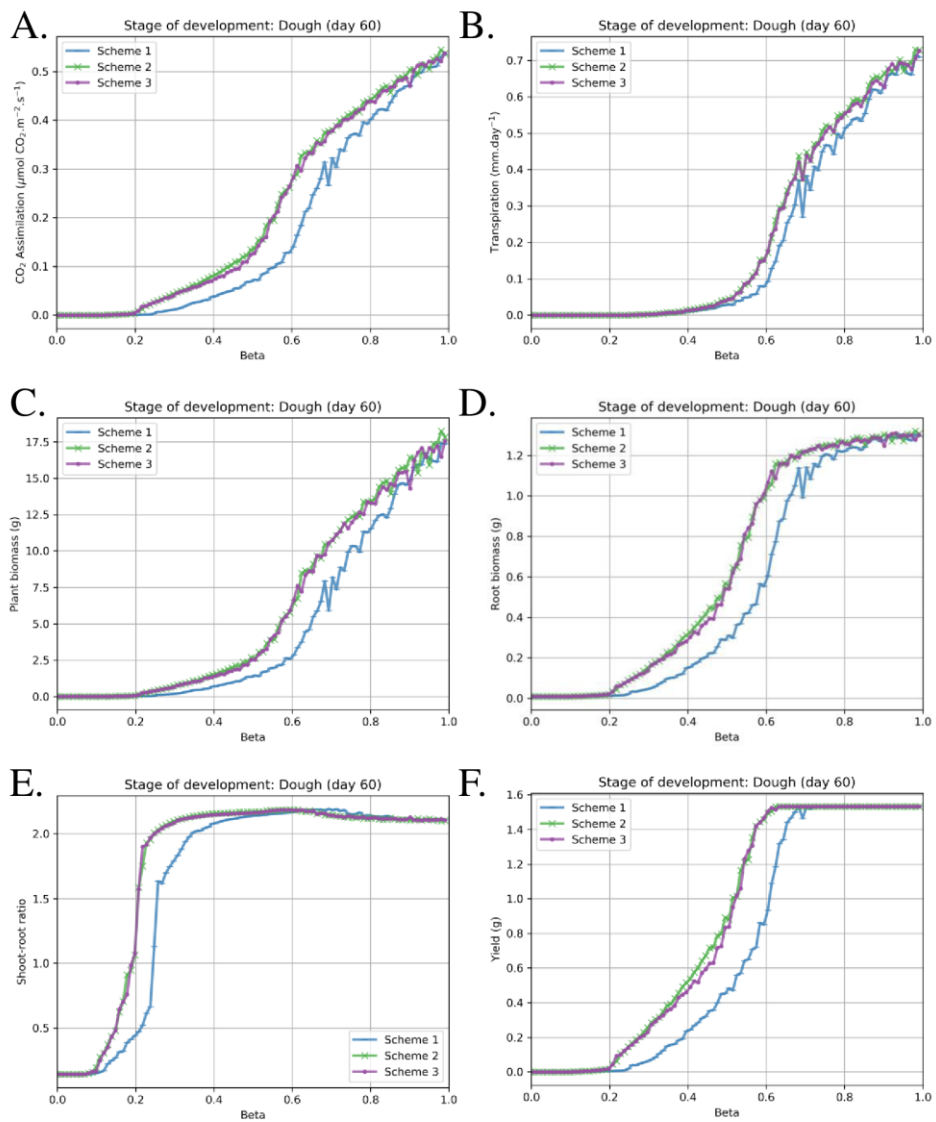 A.
Stage of development: Dough (day 60)
Scheme 1
Scheme 2
Scheme 3
CO2 Assimilation (μmol CO2.m−2.s−1)
0.5
0.4
0.3
0.2
0.1
0.0
0.0 0.2 0.4 0.6 0.8 1.0
Beta
B.
Stage of development: Dough (day 60)
Scheme 1
Scheme 2
Scheme 3
Transpiration (mm.day−1)
0.7
0.6
0.5
0.4
0.3
0.2
0.1
0.0
0.0 0.2 0.4 0.6 0.8 1.0
Beta
C.
Stage of development: Dough (day 60)
Scheme 1
Scheme 2
Scheme 3
Plant biomass (g)
17.5
15.0
12.5
10.0
7.5
5.0
2.5
0.0
0.0 0.2 0.4 0.6 0.8 1.0
Beta
D.
Stage of development: Dough (day 60)
Scheme 1
Scheme 2
Scheme 3
Root biomass (g)
1.2
1.0
0.8
0.6
0.4
0.2
0.0
0.0 0.2 0.4 0.6 0.8 1.0
Beta
E.
Stage of development: Dough (day 60)
Shoot-root ratio
2.0
1.5
1.0
0.5
Scheme 1
Scheme 2
Scheme 3
0.0 0.2 0.4 0.6 0.8 1.0
Beta
F.
Stage of development: Dough (day 60)
Scheme 1
Scheme 2
Scheme 3
Yield (g)
1.6
1.4
1.2
1.0
0.8
0.6
0.4
0.2
0.0
0.0 0.2 0.4 0.6 0.8 1.0
Beta